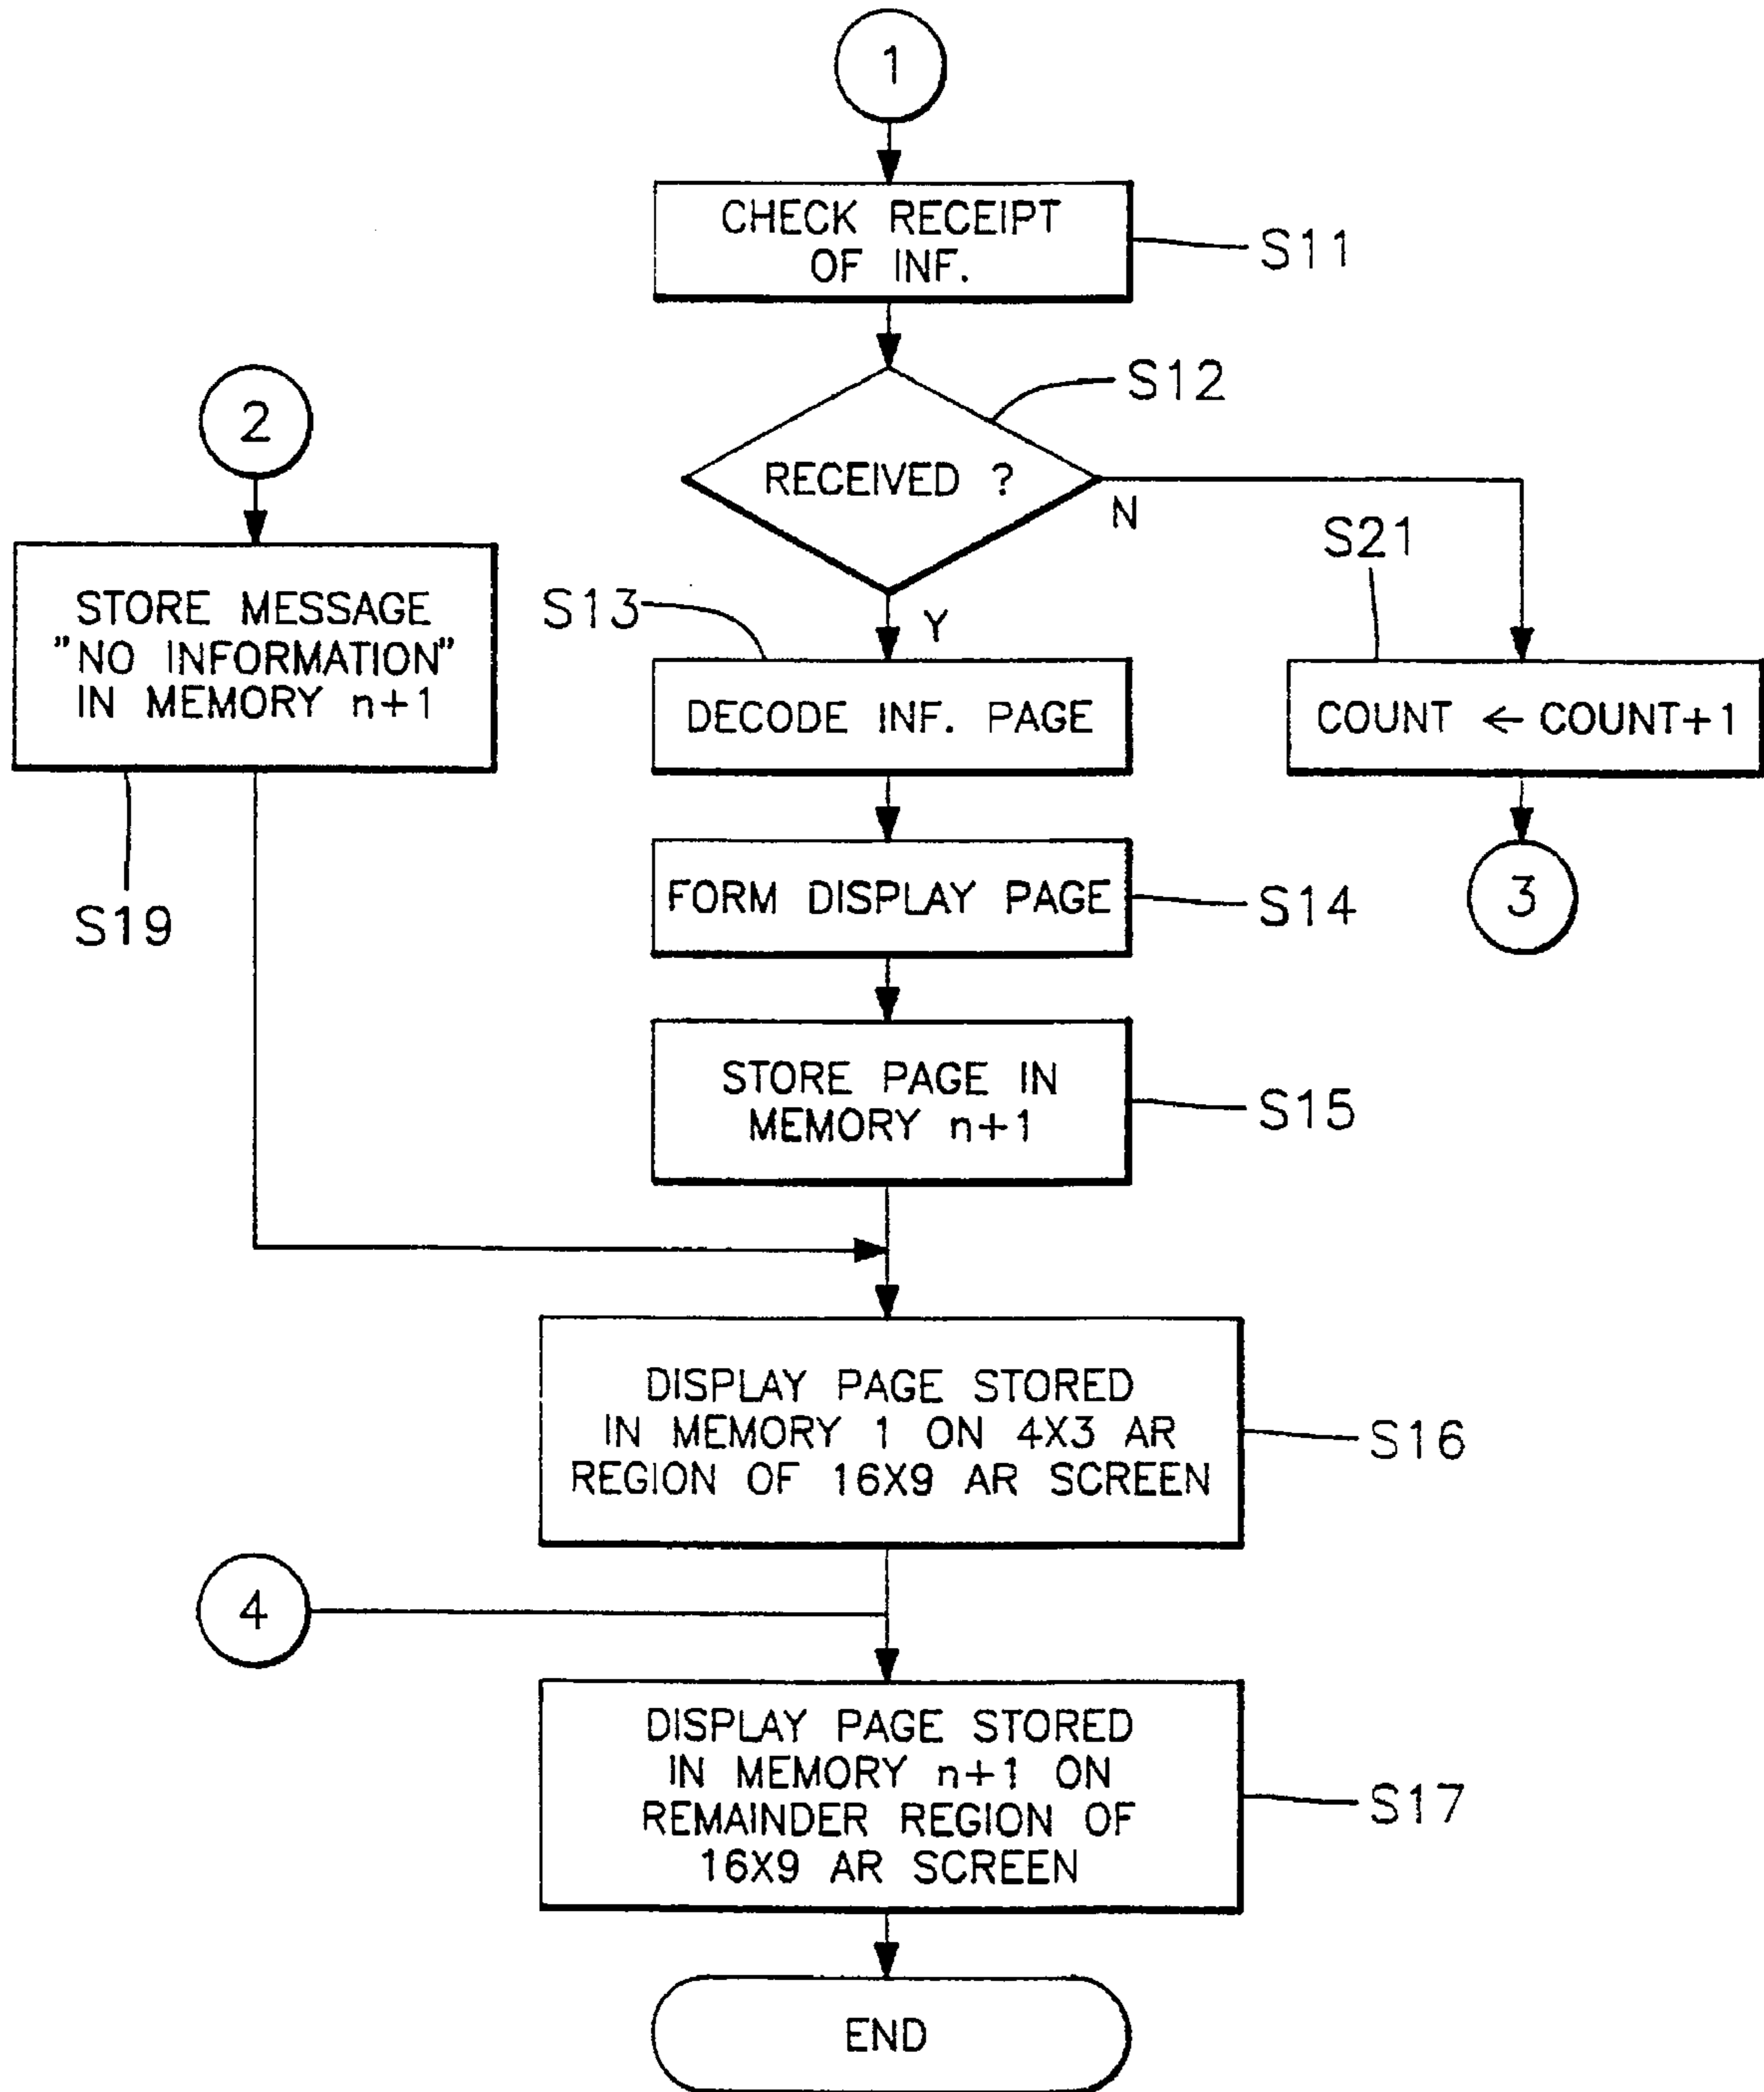 1
CHECK RECEIPT
OF INF.
S11
S12
RECEIVED ?
N
Y
2
STORE MESSAGE
"NO INFORMATION"
IN MEMORY n+1
S19
S13
DECODE INF. PAGE
S21
COUNT ← COUNT+1
3
FORM DISPLAY PAGE
S14
STORE PAGE IN
MEMORY n+1
S15
DISPLAY PAGE STORED
IN MEMORY 1 ON 4X3 AR
REGION OF 16X9 AR SCREEN
S16
4
DISPLAY PAGE STORED
IN MEMORY n+1 ON
REMAINDER REGION OF
16X9 AR SCREEN
S17
END